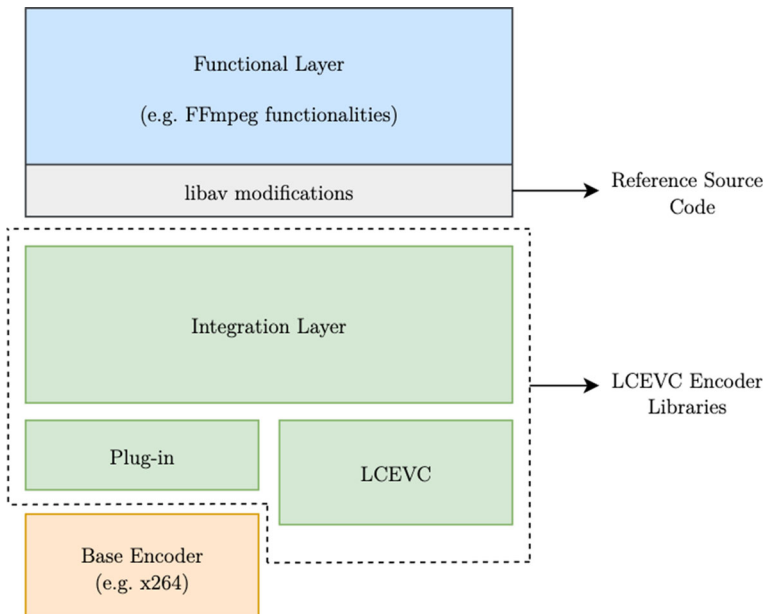 Functional Layer
(e.g. FFmpeg functionalities)
libav modifications
Reference Source
Code
Integration Layer
LCEVC Encoder
Libraries
Plug-in
LCEVC
Base Encoder
(e.g. x264)